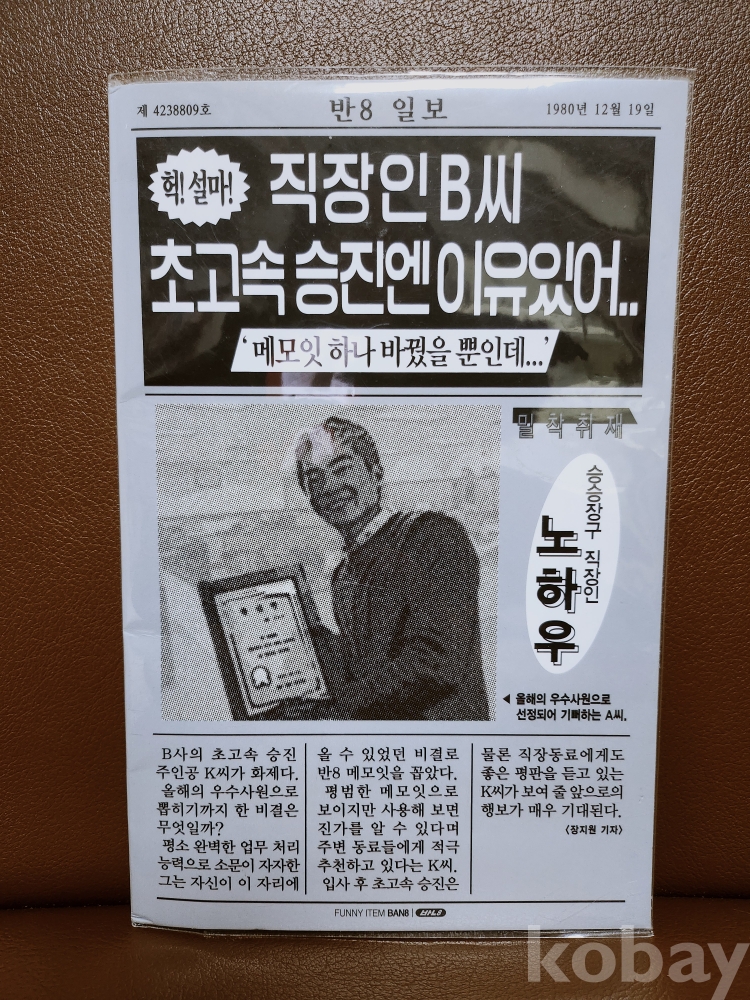 제 4238809호
반8 일보
1980년 12월 19일
헉! 설마!
직장인 B씨
초고속 승진엔 이유있어..
'메모잇 하나 바꿨을 뿐인데...'
밀착취재
승승장구 직장인
노하우
◀ 올해의 우수사원으로
선정되어 기뻐하는 A씨.
B사의 초고속 승진
주인공 K씨가 화제다.
올해의 우수사원으로
뽑히기까지 한 비결은
무엇일까?
평소 완벽한 업무 처리
능력으로 소문이 자자한
그는 자신이 이 자리에
올 수 있었던 비결로
반8 메모잇을 꼽았다.
평범한 메모잇으로
보이지만 사용해 보면
진가를 알 수 있다며
주변 동료들에게 적극
추천하고 있다는 K씨.
입사 후 초고속 승진은
물론 직장동료에게도
좋은 평판을 듣고 있는
K씨가 보여 줄 앞으로의
행보가 매우 기대된다.
〈장지원 기자〉
FUNNY ITEM BAN8 | 반8
kobay